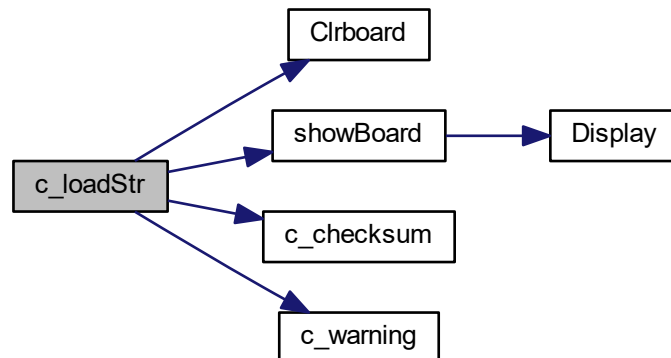 Clrboard
showBoard
Display
c_loadStr
c_checksum
c_warning